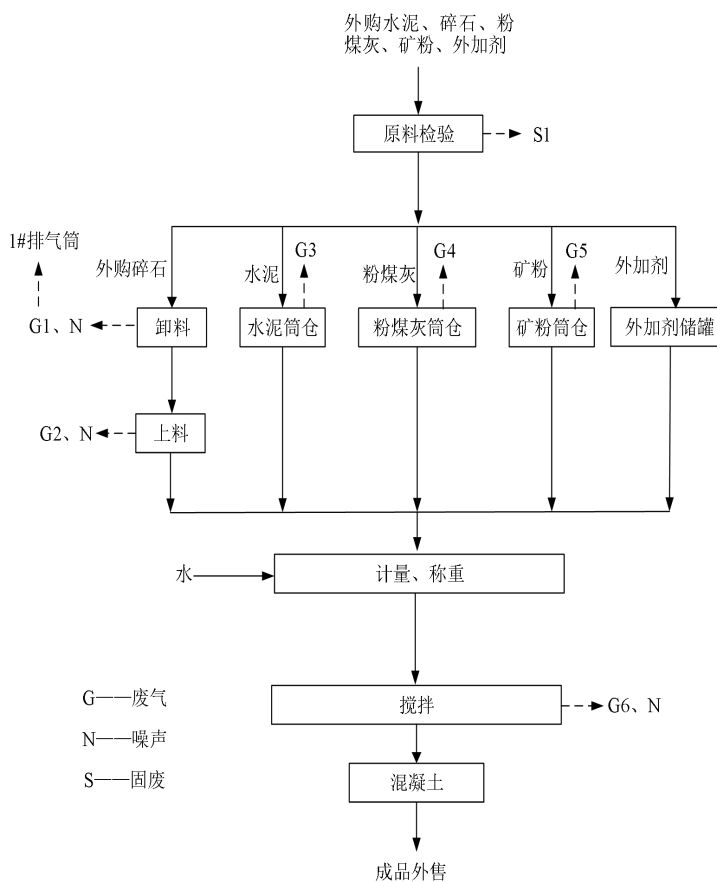 外购水泥、碎石、粉
煤灰、矿粉、外加剂
原料检验
S1
1#排气筒
外购碎石
水泥
G3
粉煤灰
G4
矿粉
G5
外加剂
G1、N
卸料
水泥筒仓
粉煤灰筒仓
矿粉筒仓
外加剂储罐
G2、N
上料
水
计量、称重
搅拌
G6、N
G——废气
N——噪声
S——固废
混凝土
成品外售